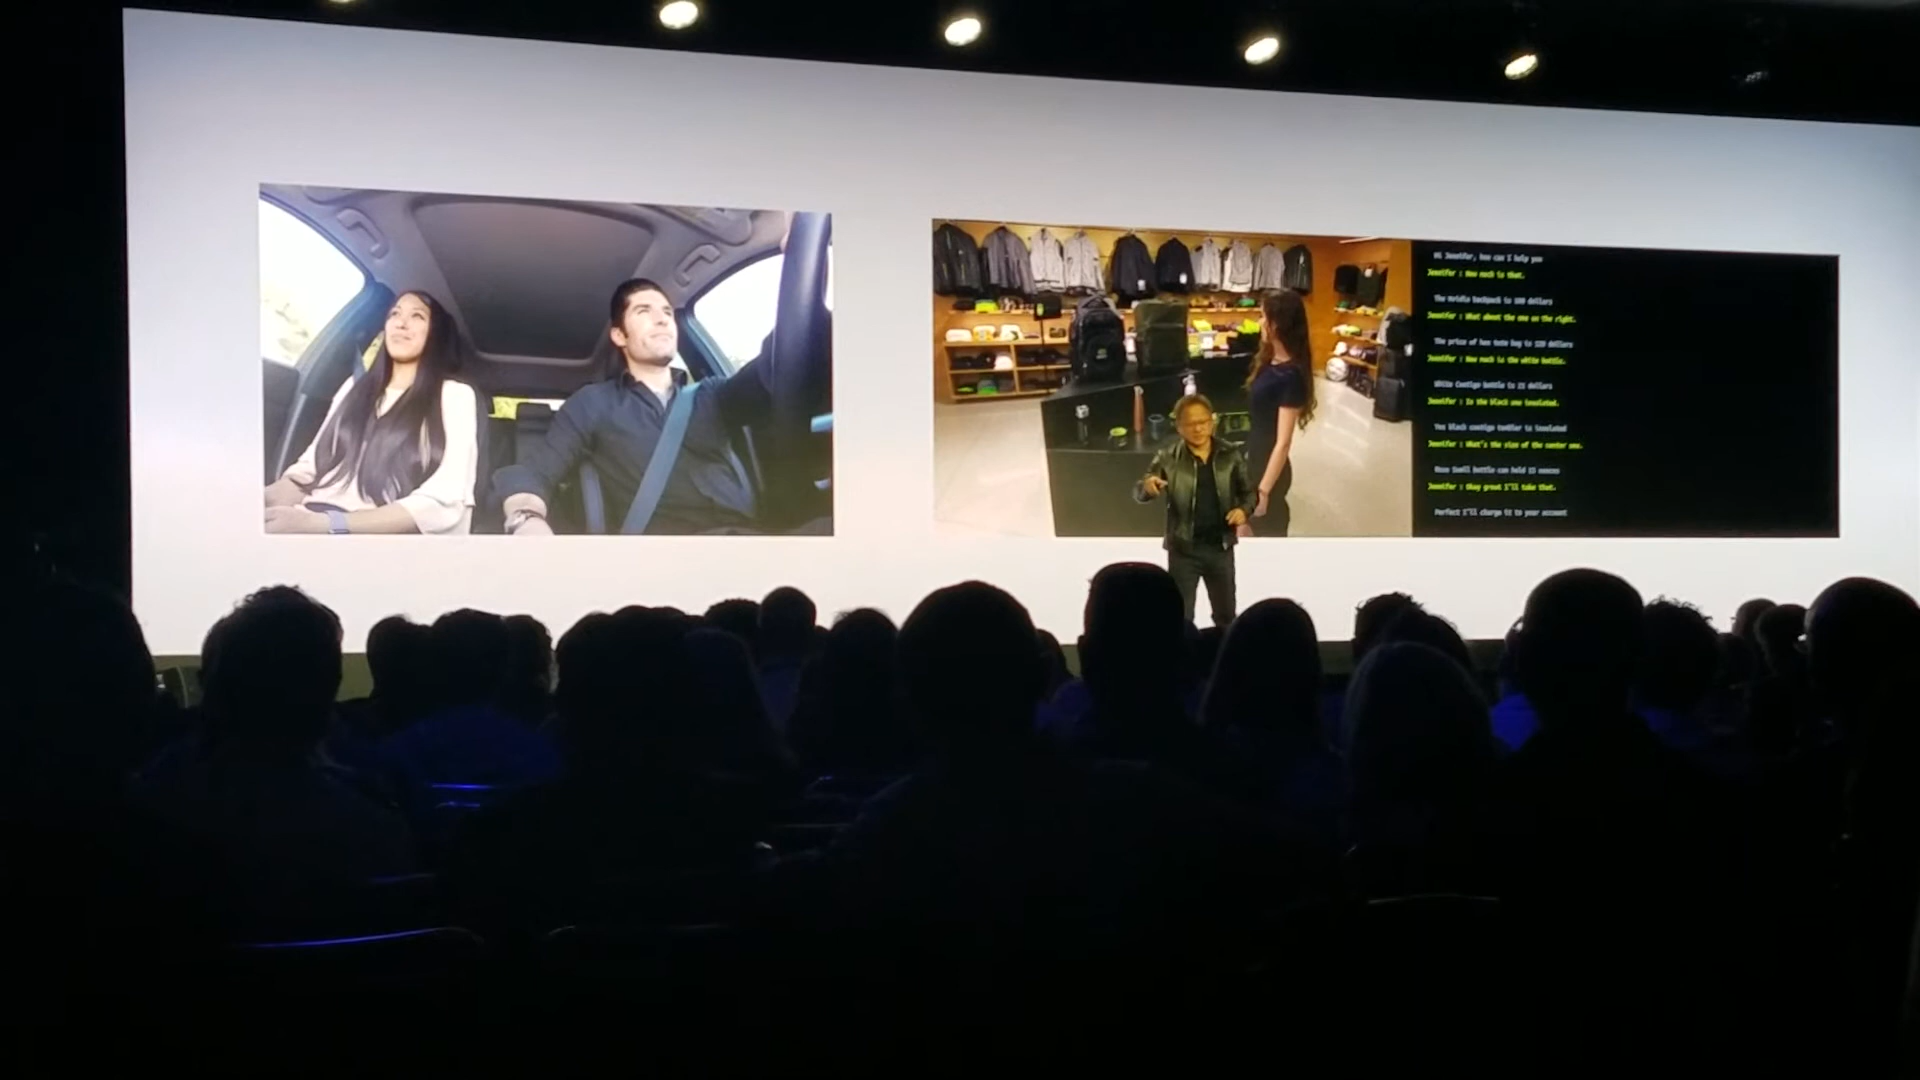 Hi Jennifer, how can I help you
Jennifer : How much is that.
The Nvidia backpack is 100 dollars
Jennifer : What about the one on the right.
The price of tote bag is dollars
Jennifer : How much is the white bottle.
White Contigo bottle is 21 dollars
Jennifer : Is the black one insulated.
Yes black contigo tumbler is insulated
Jennifer : What's the size of the center one.
bottle can hold ounces
Jennifer : Okay great I'll take that.
Perfect I'll charge it to your account